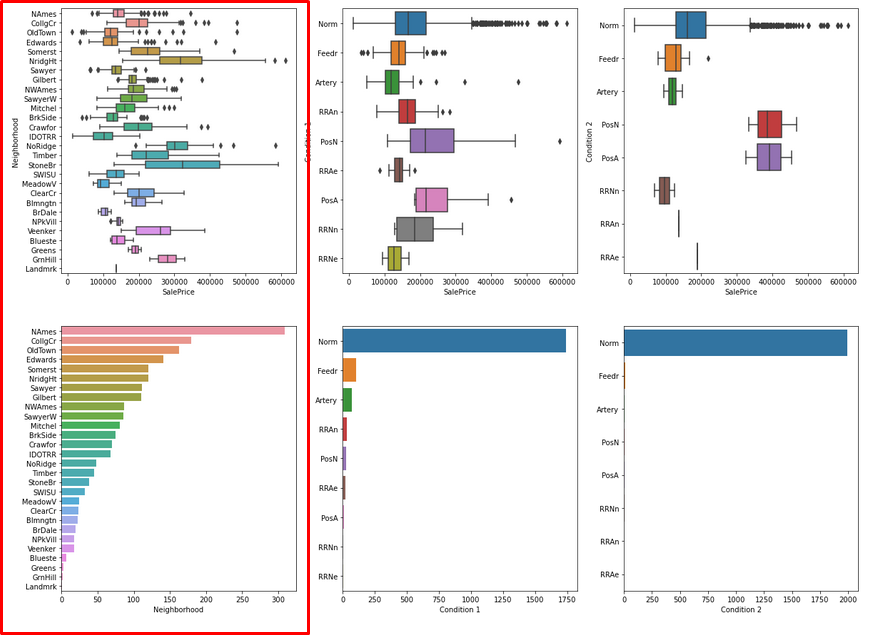 Neighborhood
NAmes
CollgCr
OldTown
Edwards
Somerst
NridgHt
Sawyer
Gilbert
NWAmes
SawyerW
Mitchel
BrkSide
Crawfor
IDOTRR
NoRidge
Timber
StoneBr
SWISU
MeadowV
ClearCr
Blmngtn
BrDale
NPkVill
Veenker
Blueste
Greens
GrnHill
Landmrk
0 100000 200000 300000 400000 500000 600000
SalePrice
Norm
Feedr
Artery
RRAn
PosN
RRAe
PosA
RRNn
RRNe
0 100000 200000 300000 400000 500000 600000
SalePrice
Condition 2
Norm
Feedr
Artery
PosN
PosA
RRNn
RRAn
RRAe
0 100000 200000 300000 400000 500000 600000
SalePrice
NAmes
CollgCr
OldTown
Edwards
Somerst
NridgHt
Sawyer
Gilbert
NWAmes
SawyerW
Mitchel
BrkSide
Crawfor
IDOTRR
NoRidge
Timber
StoneBr
SWISU
MeadowV
ClearCr
Blmngtn
BrDale
NPkVill
Veenker
Blueste
Greens
GrnHill
Landmrk
0 50 100 150 200 250 300
Neighborhood
Norm
Feedr
Artery
RRAn
PosN
RRAe
PosA
RRNn
RRNe
0 250 500 750 1000 1250 1500 1750
Condition 1
Norm
Feedr
Artery
PosN
PosA
RRNn
RRAn
RRAe
0 250 500 750 1000 1250 1500 1750 2000
Condition 2